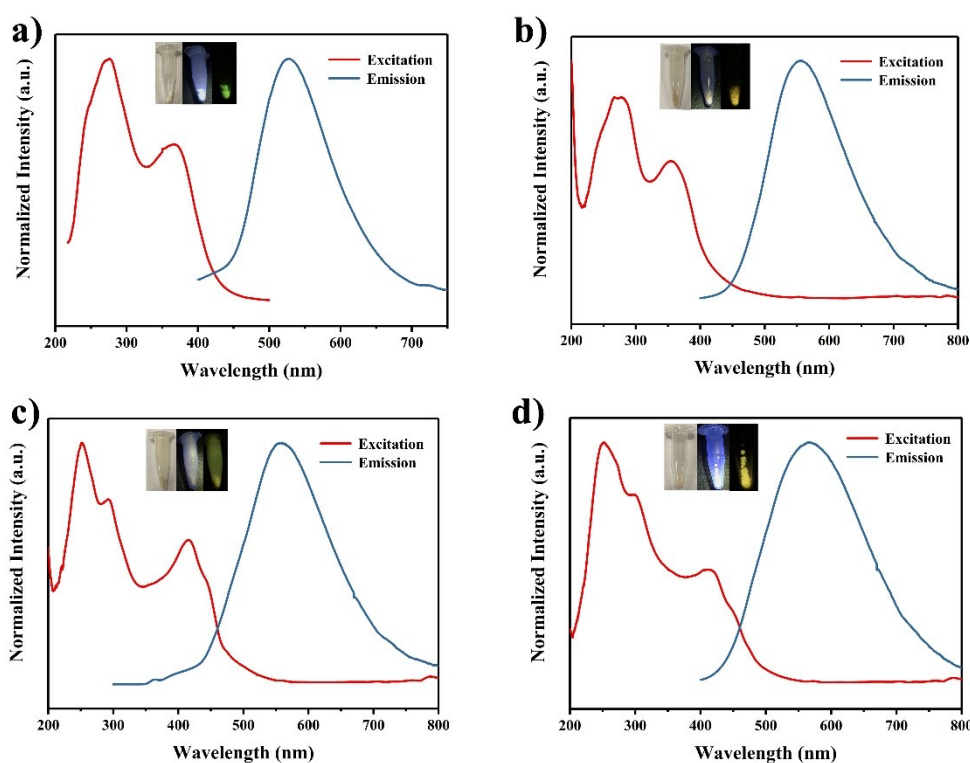 a)
Excitation
Emission
Normalized Intensity (a.u.)
200 300 400 500 600 700
Wavelength (nm)
b)
Excitation
Emission
Normalized Intensity (a.u.)
200 300 400 500 600 700 800
Wavelength (nm)
c)
Excitation
Emission
Normalized Intensity (a.u.)
200 300 400 500 600 700 800
Wavelength (nm)
d)
Excitation
Emission
Normalized Intensity (a.u.)
200 300 400 500 600 700 800
Wavelength (nm)